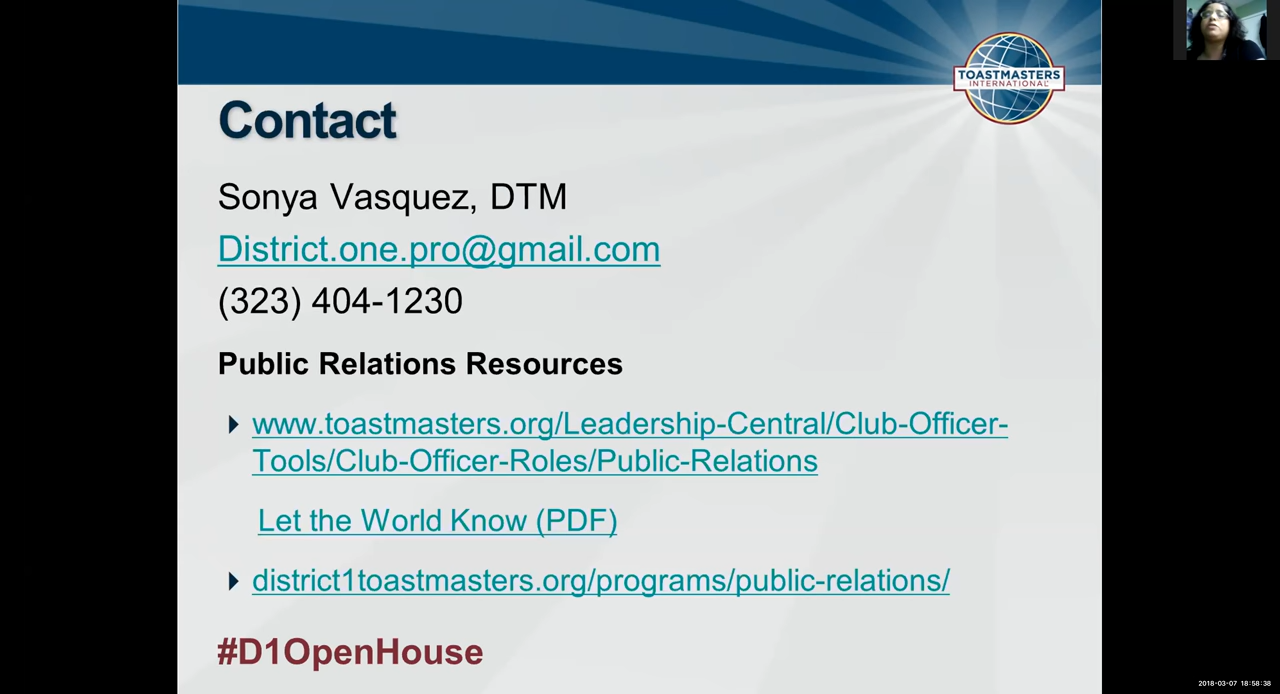 TOASTMASTERS
INTERNATIONAL
Contact
Sonya Vasquez, DTM
District.one.pro@gmail.com
(323) 404-1230
Public Relations Resources
www.toastmasters.org/Leadership-Central/Club-Officer-
Tools/Club-Officer-Roles/Public-Relations
Let the World Know (PDF)
district1toastmasters.org/programs/public-relations/
#D1OpenHouse
2018-03-07 18:58:38